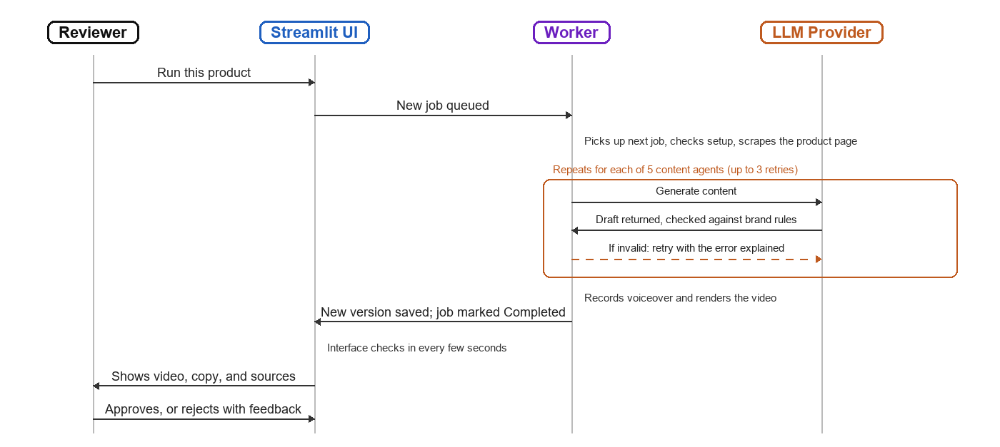 Reviewer
Streamlit UI
Worker
LLM Provider
Run this product
New job queued
Picks up next job, checks setup, scrapes the product page
Repeats for each of 5 content agents (up to 3 retries)
Generate content
Draft returned, checked against brand rules
If invalid: retry with the error explained
Records voiceover and renders the video
New version saved; job marked Completed
Interface checks in every few seconds
Shows video, copy, and sources
Approves, or rejects with feedback